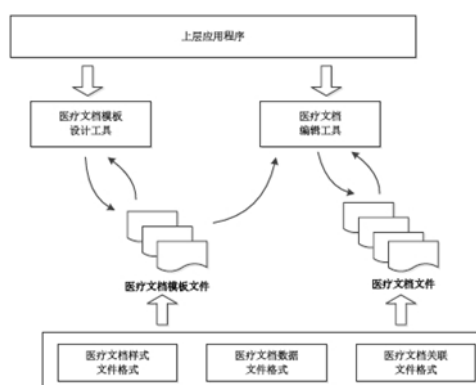 上层应用程序
医疗文档模板
设计工具
医疗文档
编辑工具
医疗文档模板文件
医疗文档文件
医疗文档样式
文件格式
医疗文档数据
文件格式
医疗文档关联
文件格式